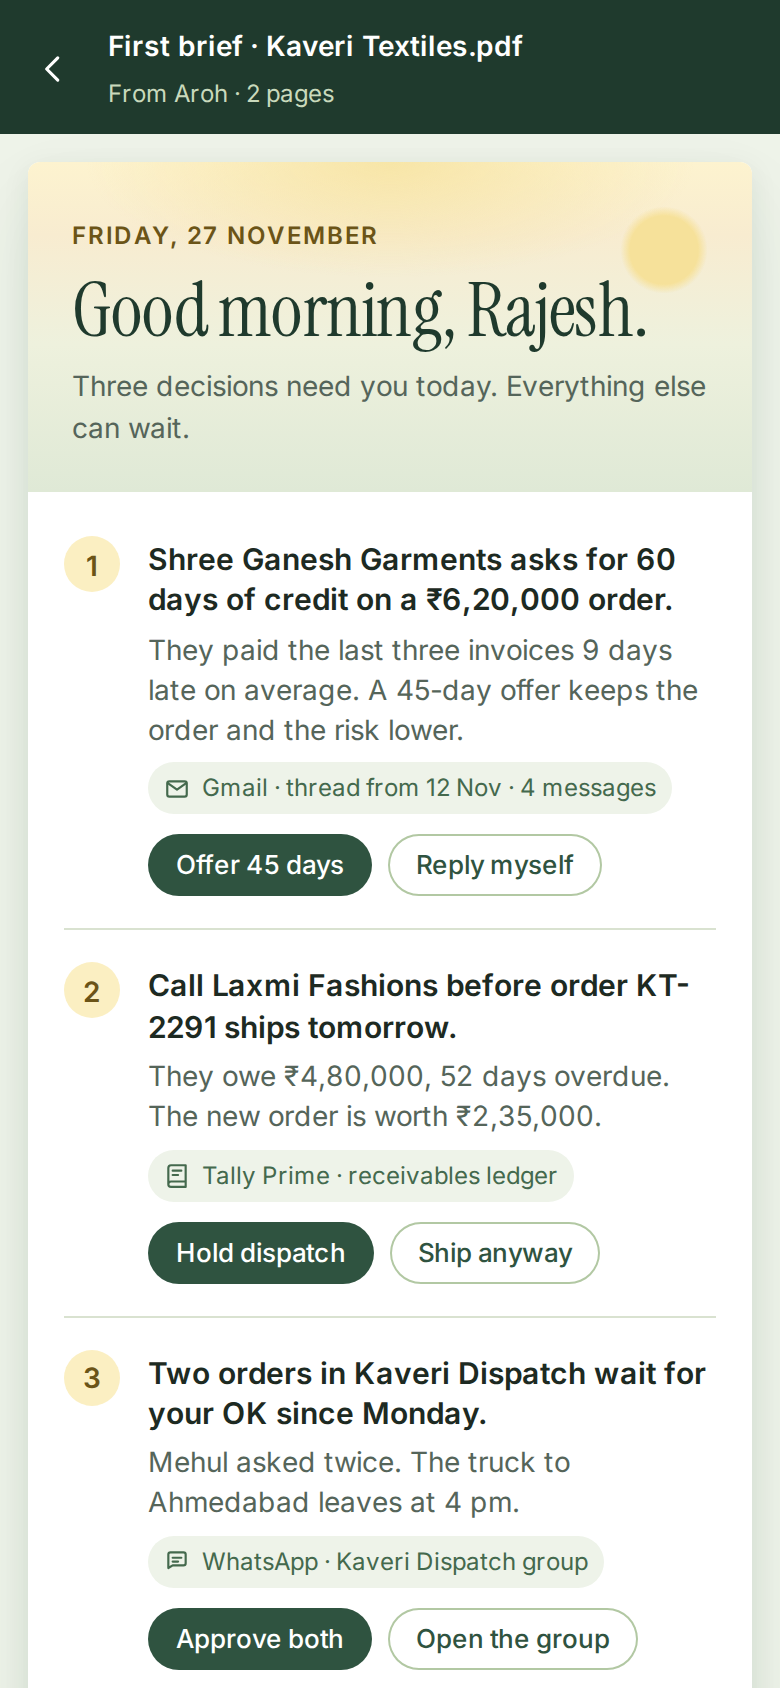 First brief · Kaveri Textiles.pdf
From Aroh · 2 pages
FRIDAY, 27 NOVEMBER
Good morning, Rajesh.
Three decisions need you today. Everything else
can wait.
1
Shree Ganesh Garments asks for 60
days of credit on a ₹6,20,000 order.
They paid the last three invoices 9 days
late on average. A 45-day offer keeps the
order and the risk lower.
Gmail · thread from 12 Nov · 4 messages
Offer 45 days
Reply myself
2
Call Laxmi Fashions before order KT-
2291 ships tomorrow.
They owe ₹4,80,000, 52 days overdue.
The new order is worth ₹2,35,000.
Tally Prime · receivables ledger
Hold dispatch
Ship anyway
3
Two orders in Kaveri Dispatch wait for
your OK since Monday.
Mehul asked twice. The truck to
Ahmedabad leaves at 4 pm.
WhatsApp · Kaveri Dispatch group
Approve both
Open the group